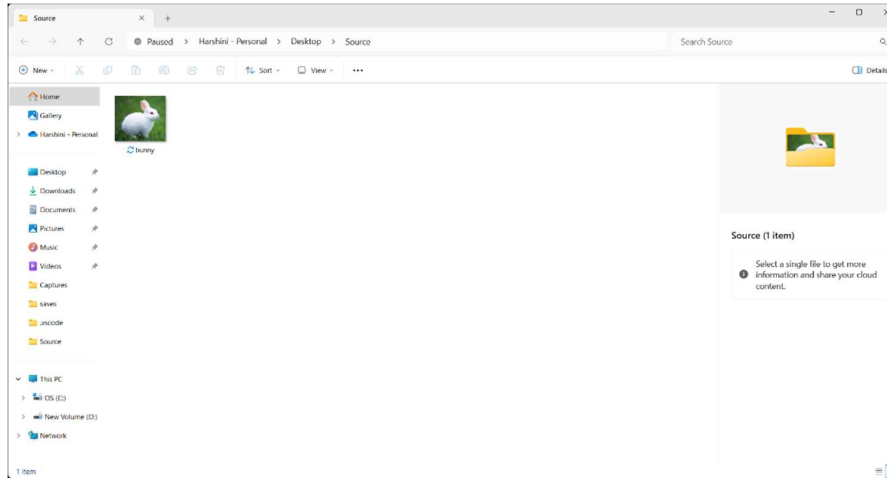 Source
Paused > Harshini - Personal > Desktop > Source
Search Source
New
Sort
View
Details
Home
Gallery
Harshini - Personal
Desktop
Downloads
Documents
Pictures
Music
Videos
Captures
saves
.vscode
Source
This PC
OS (C:)
New Volume (D:)
Network
bunny
Source (1 item)
Select a single file to get more
information and share your cloud
content.
1 item